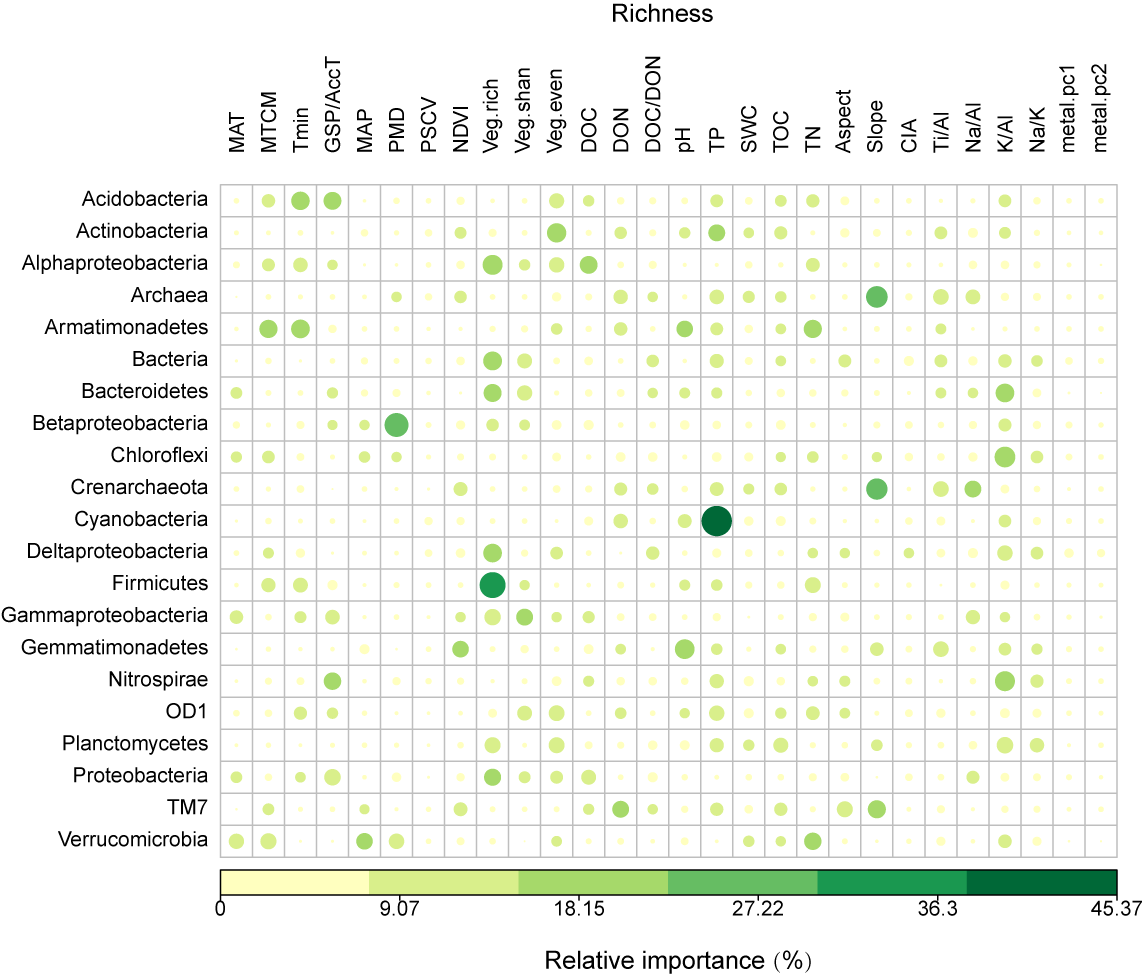 Richness
MAT MTCM Tmin GSP/AccT MAP PMD PSCV NDVI Veg.rich Veg.shan Veg.even DOC DON DOC/DON pH TP SWC TOC TN Aspect Slope CIA Ti/Al Na/Al K/Al Na/K metal.pc1 metal.pc2
Acidobacteria
Actinobacteria
Alphaproteobacteria
Archaea
Armatimonadetes
Bacteria
Bacteroidetes
Betaproteobacteria
Chloroflexi
Crenarchaeota
Cyanobacteria
Deltaproteobacteria
Firmicutes
Gammaproteobacteria
Gemmatimonadetes
Nitrospirae
OD1
Planctomycetes
Proteobacteria
TM7
Verrucomicrobia
0 9.07 18.15 27.22 36.3 45.37
Relative importance（%）